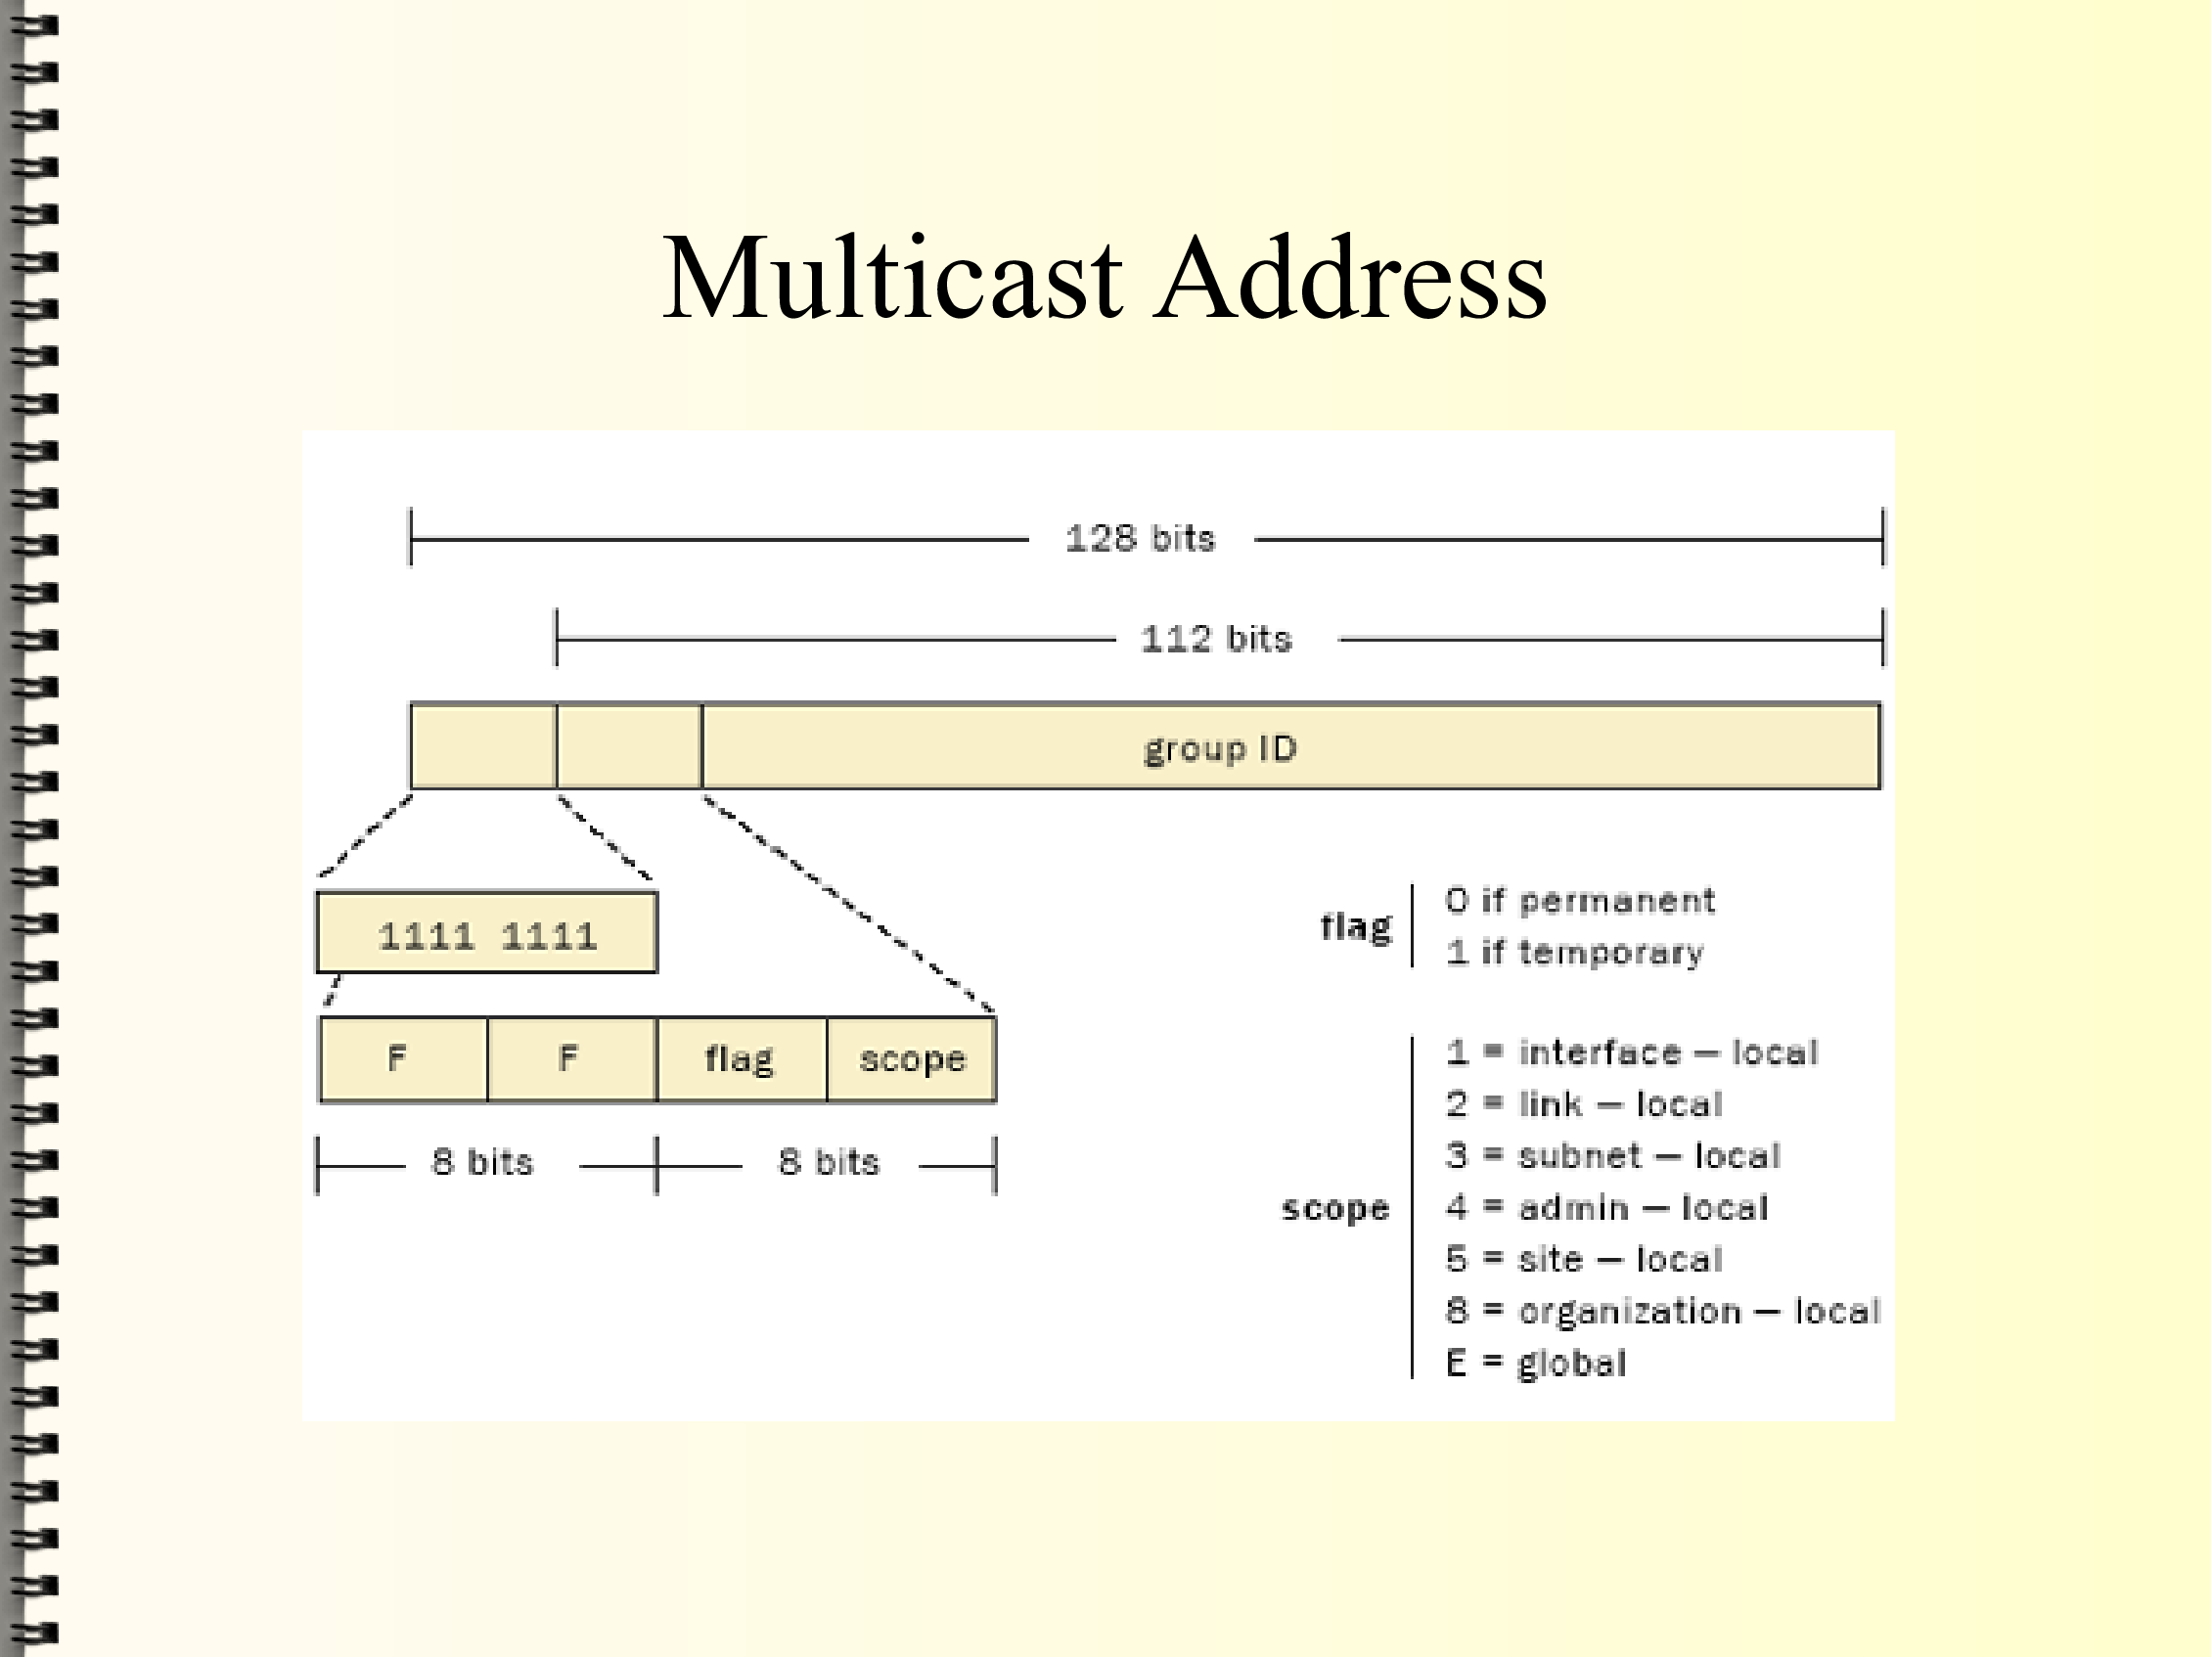 Multicast Address
128 bits
112 bits
group ID
1111 1111
F F flag scope
8 bits 8 bits
flag
0 if permanent
1 if temporary
scope
1 = interface – local
2 = link – local
3 = subnet – local
4 = admin – local
5 = site – local
8 = organization – local
E = global